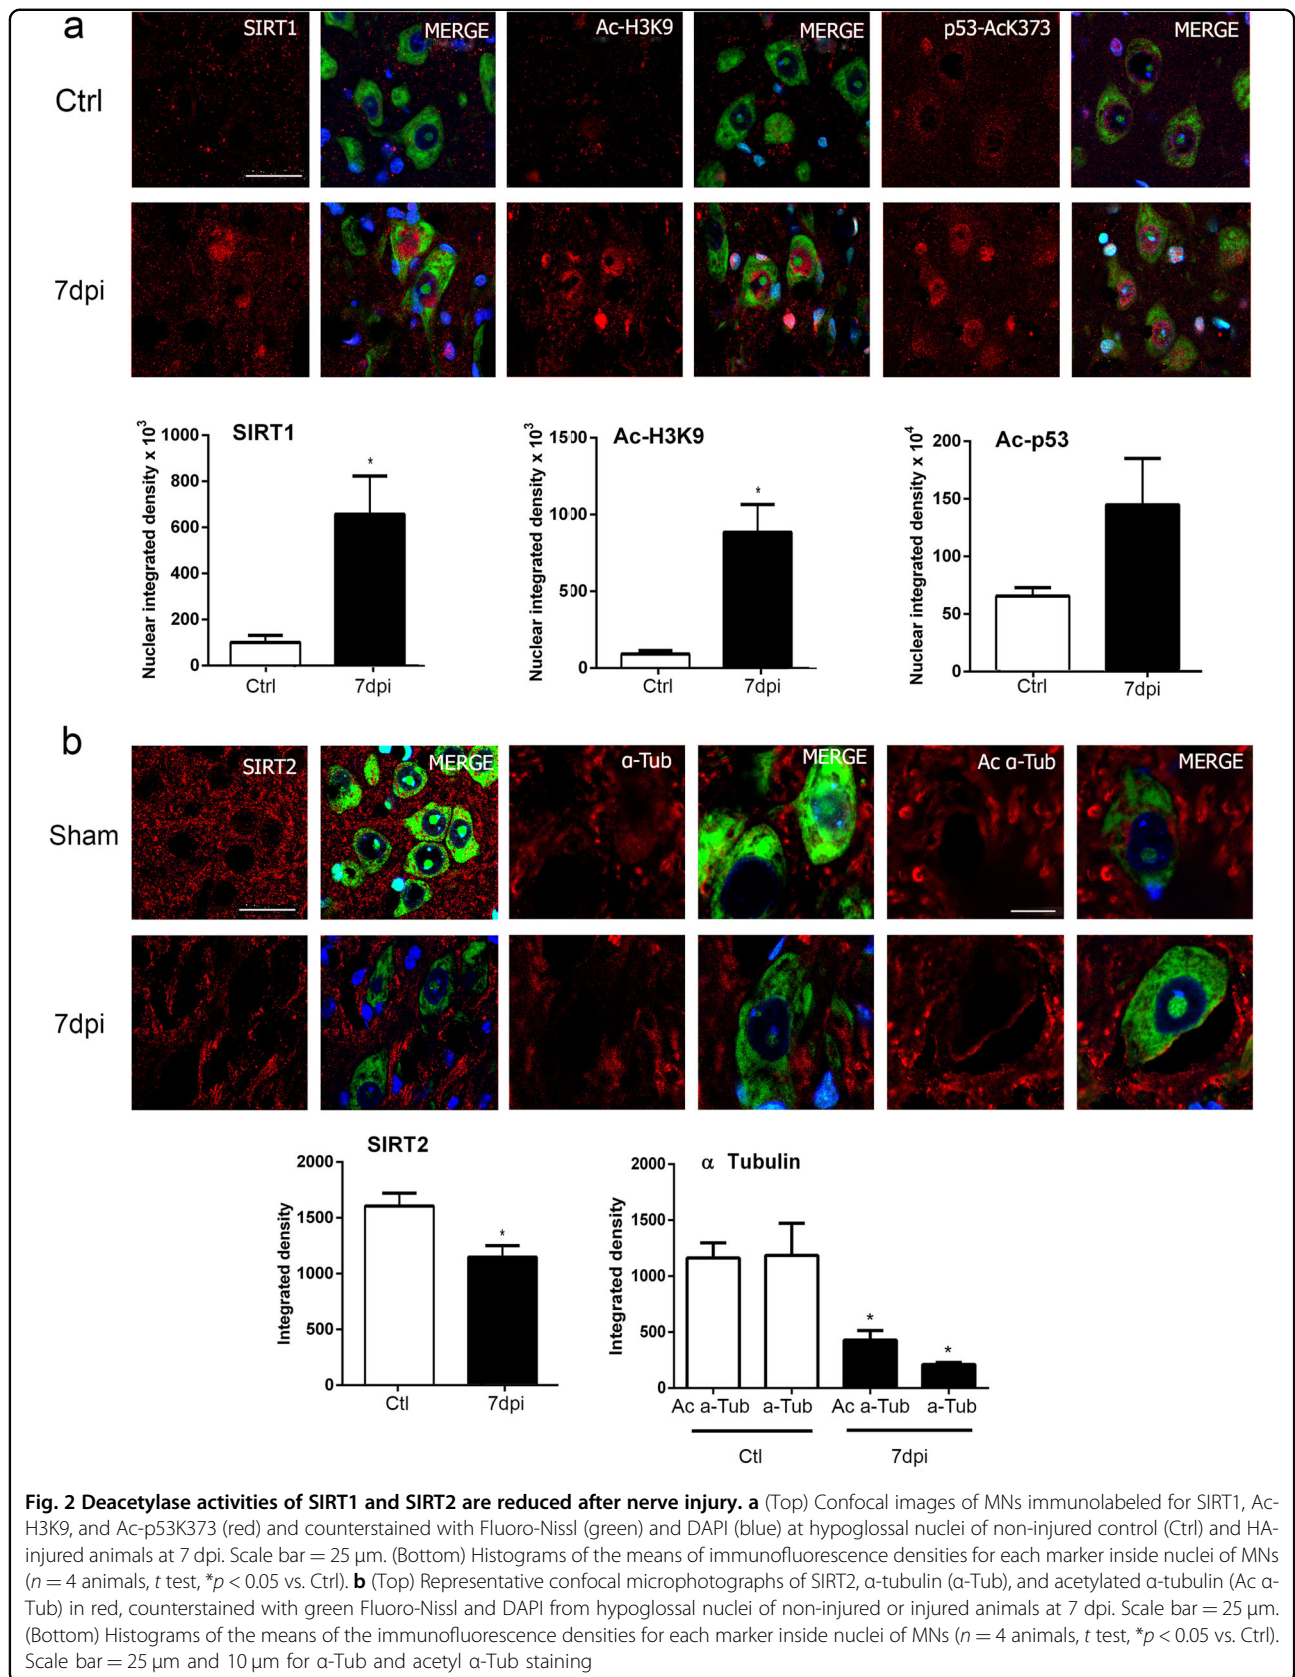 a
SIRT1 MERGE Ac-H3K9 MERGE p53-AcK373 MERGE
Ctrl
7dpi
SIRT1
Nuclear integrated density x 10³
1000
800
600
400
200
0
*
Ctrl 7dpi
Ac-H3K9
Nuclear integrated density x 10³
1500
1000
500
0
*
Ctrl 7dpi
Ac-p53
Nuclear integrated density x 10⁴
200
150
100
50
0
Ctrl 7dpi
b
SIRT2 MERGE α-Tub MERGE Ac α-Tub MERGE
Sham
7dpi
SIRT2
Integrated density
2000
1500
1000
500
0
*
Ctl 7dpi
α Tubulin
Integrated density
2000
1500
1000
500
0
* *
Ac a-Tub a-Tub Ac a-Tub a-Tub
Ctl 7dpi
Fig. 2 Deacetylase activities of SIRT1 and SIRT2 are reduced after nerve injury. a (Top) Confocal images of MNs immunolabeled for SIRT1, Ac-
H3K9, and Ac-p53K373 (red) and counterstained with Fluoro-Nissl (green) and DAPI (blue) at hypoglossal nuclei of non-injured control (Ctrl) and HA-
injured animals at 7 dpi. Scale bar = 25 µm. (Bottom) Histograms of the means of immunofluorescence densities for each marker inside nuclei of MNs
(n = 4 animals, t test, *p < 0.05 vs. Ctrl). b (Top) Representative confocal microphotographs of SIRT2, α-tubulin (α-Tub), and acetylated α-tubulin (Ac α-
Tub) in red, counterstained with green Fluoro-Nissl and DAPI from hypoglossal nuclei of non-injured or injured animals at 7 dpi. Scale bar = 25 µm.
(Bottom) Histograms of the means of the immunofluorescence densities for each marker inside nuclei of MNs (n = 4 animals, t test, *p < 0.05 vs. Ctrl).
Scale bar = 25 µm and 10 µm for α-Tub and acetyl α-Tub staining